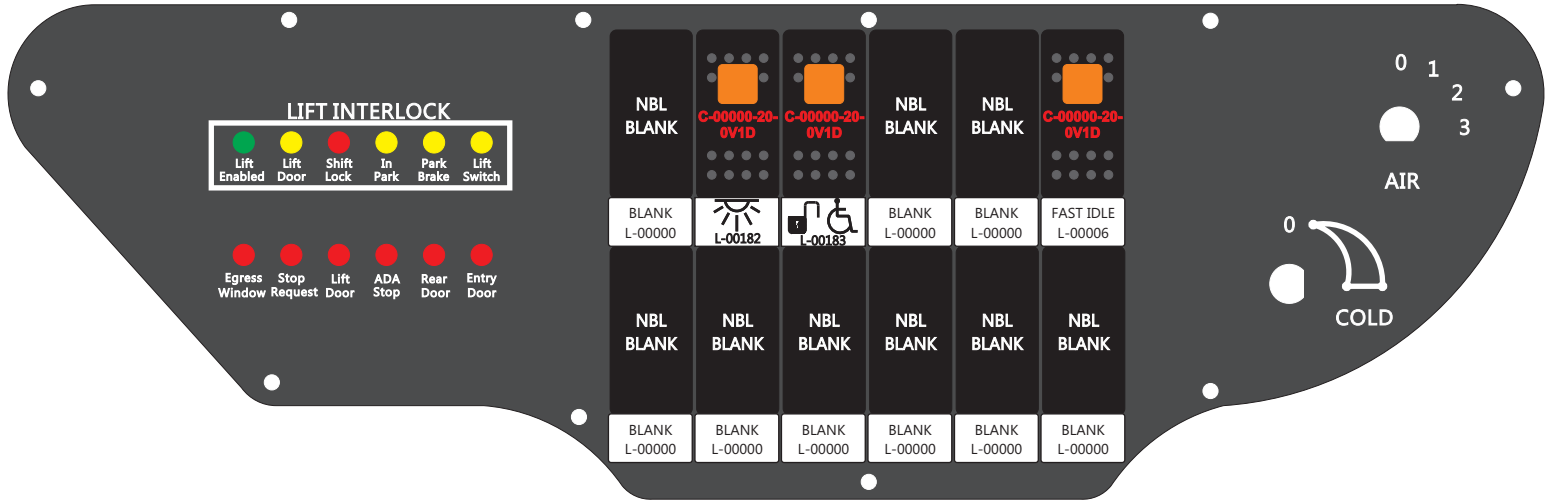 LIFT INTERLOCK
Lift Enabled
Lift Door
Shift Lock
In Park
Park Brake
Lift Switch
Egress Window
Stop Request
Lift Door
ADA Stop
Rear Door
Entry Door
NBL
BLANK
C-00000-20-
0V1D
C-00000-20-
0V1D
NBL
BLANK
NBL
BLANK
C-00000-20-
0V1D
BLANK
L-00000
L-00182
L-00183
BLANK
L-00000
BLANK
L-00000
FAST IDLE
L-00006
NBL
BLANK
NBL
BLANK
NBL
BLANK
NBL
BLANK
NBL
BLANK
NBL
BLANK
BLANK
L-00000
BLANK
L-00000
BLANK
L-00000
BLANK
L-00000
BLANK
L-00000
BLANK
L-00000
0
1
2
3
AIR
0
COLD